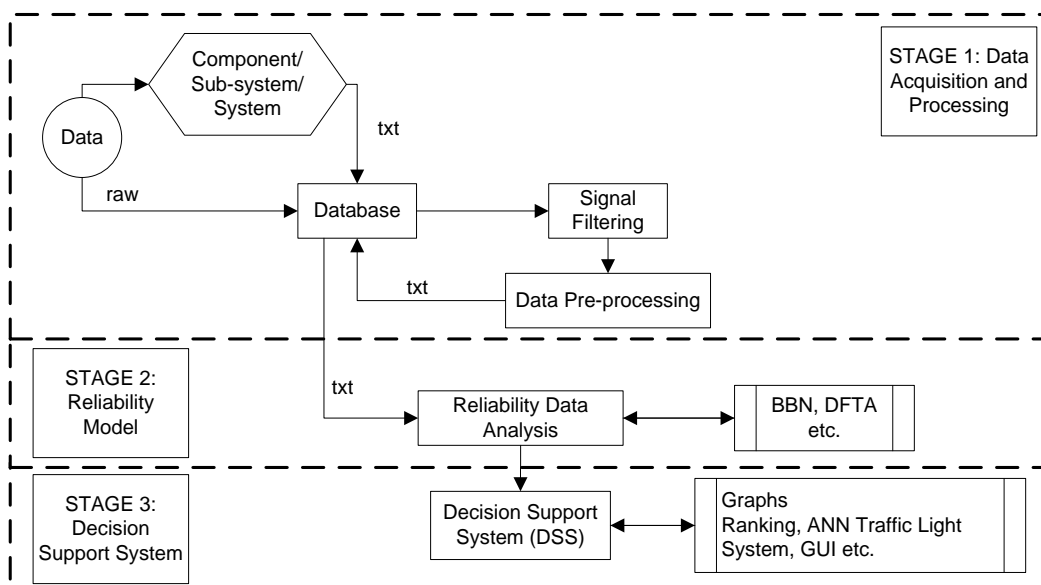 Component/
Sub-system/
System
STAGE 1: Data
Acquisition and
Processing
Data
txt
raw
Database
Signal
Filtering
txt
Data Pre-processing
STAGE 2:
Reliability
Model
txt
Reliability Data
Analysis
BBN, DFTA
etc.
STAGE 3:
Decision
Support System
Decision Support
System (DSS)
Graphs
Ranking, ANN Traffic Light
System, GUI etc.